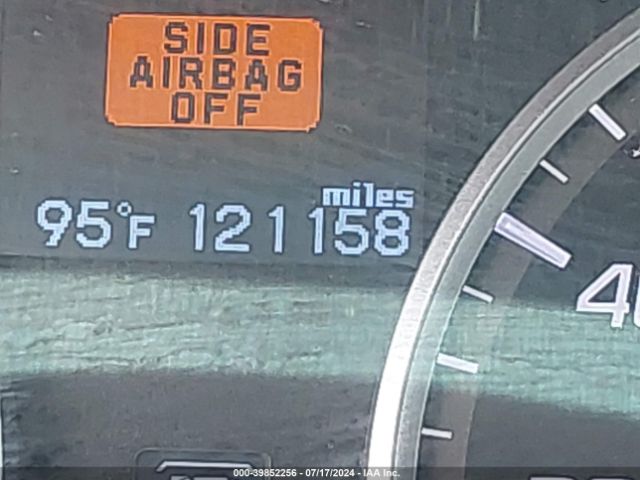 SIDE
AIRBAG
OFF
miles
95°F 121158
000-39852256 - 07/17/2024 - IAA Inc.